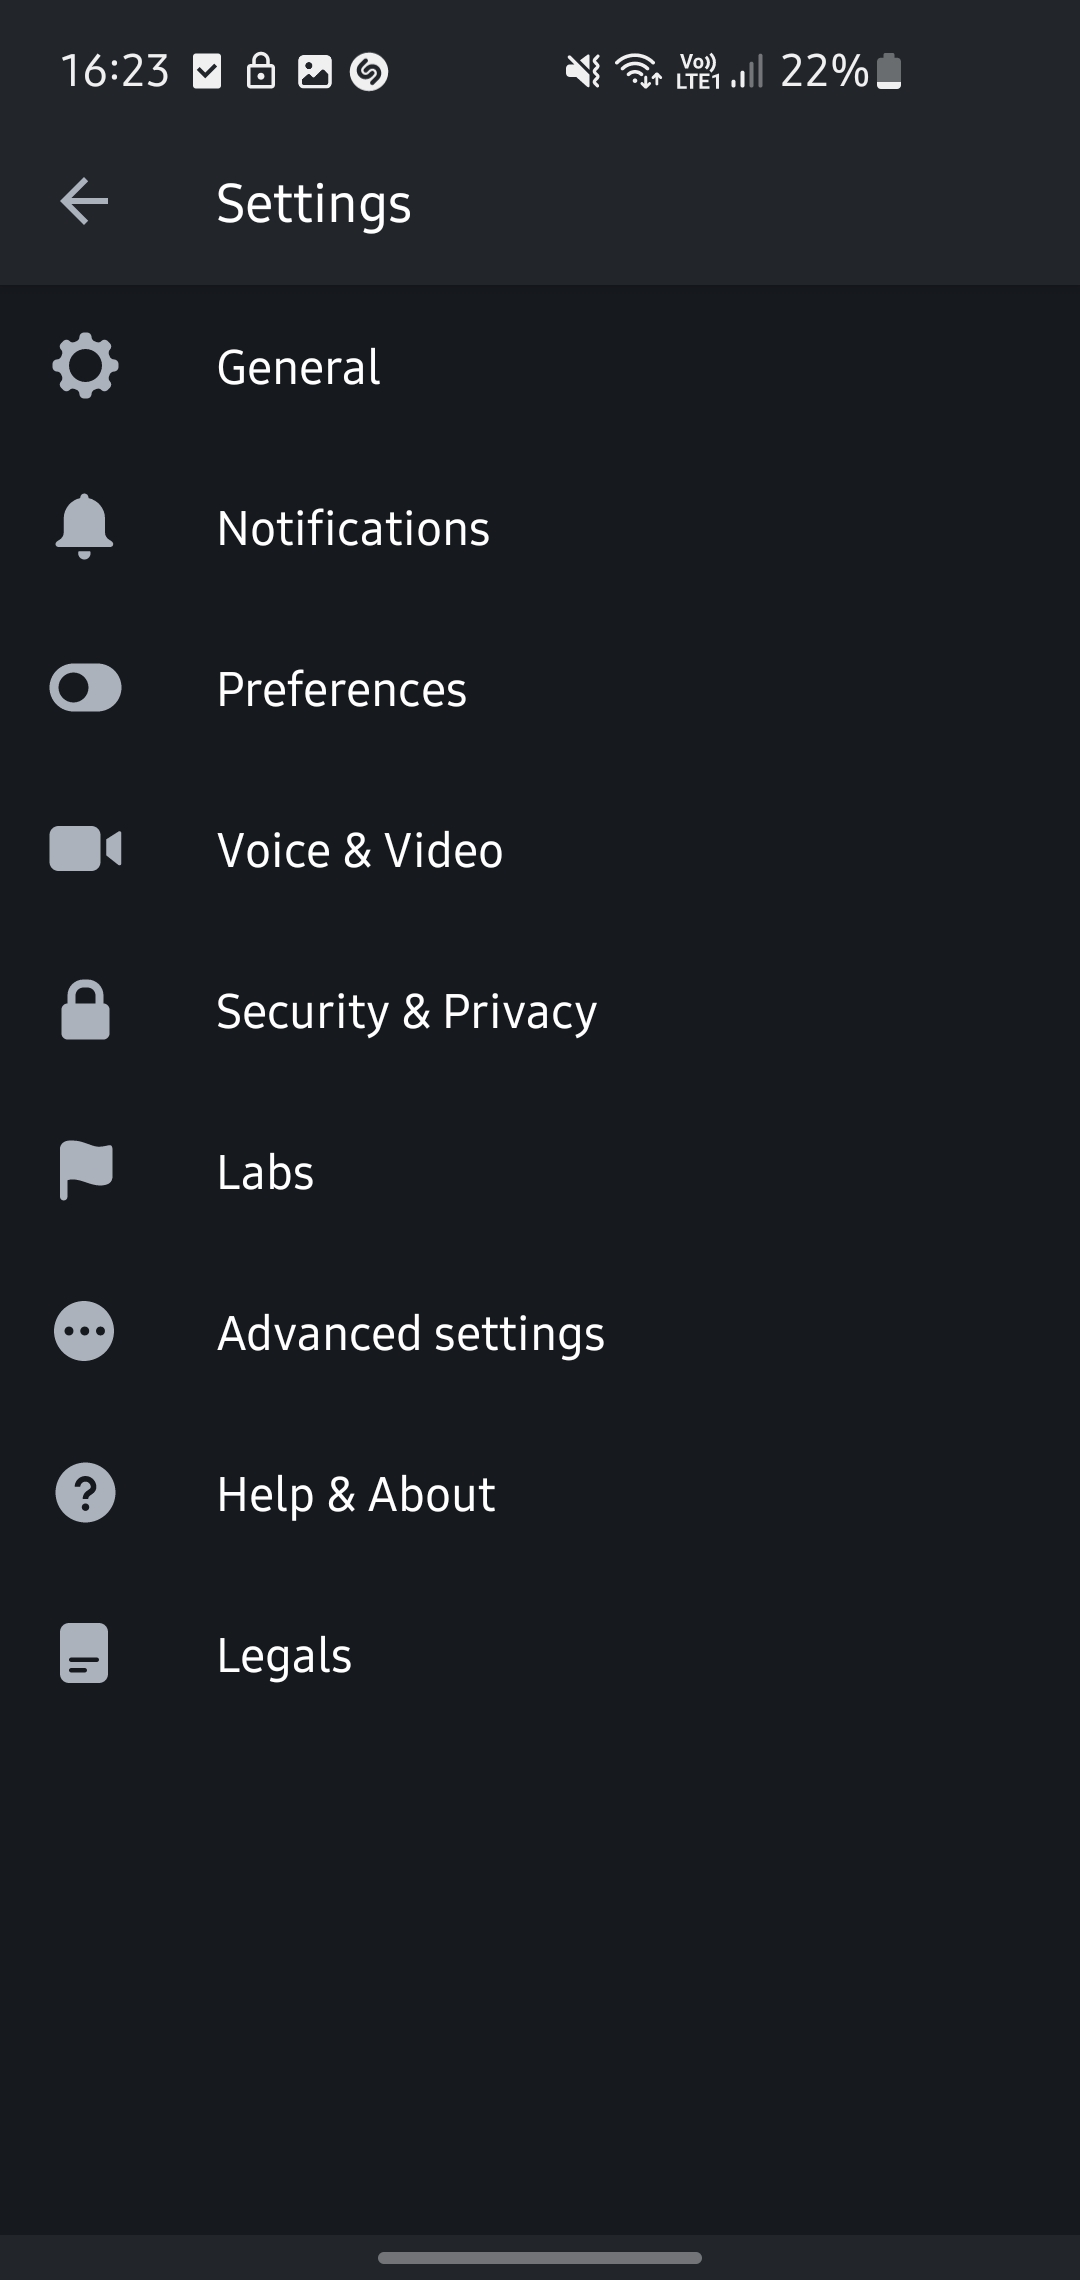 16:23 Vo)) LTE1 22%
Settings
General
Notifications
Preferences
Voice & Video
Security & Privacy
Labs
Advanced settings
Help & About
Legals